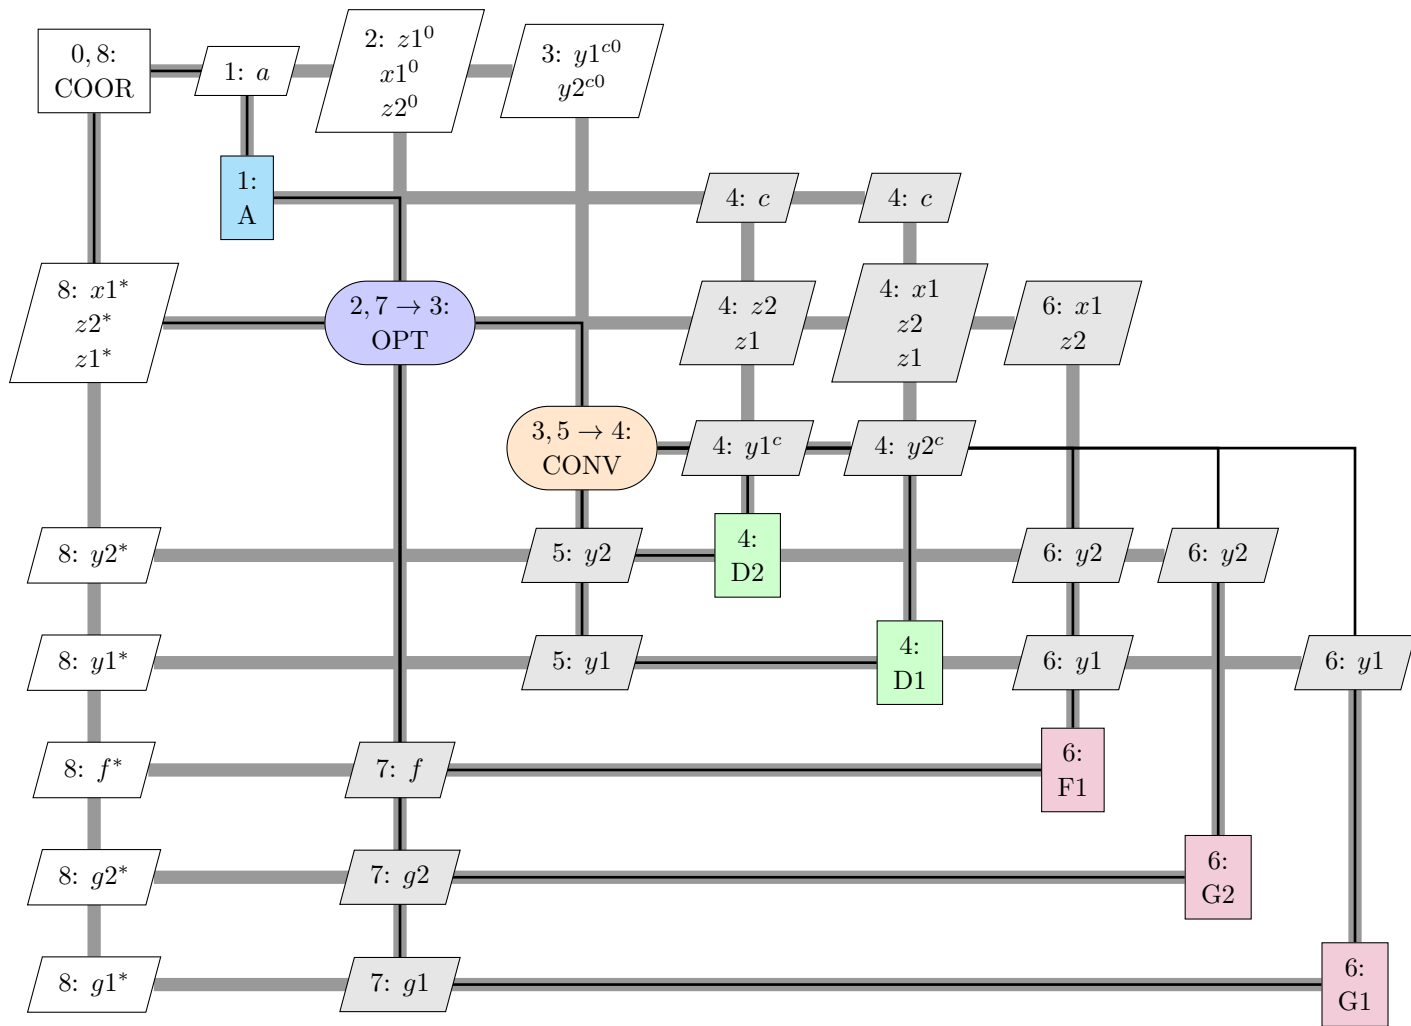 0, 8:
COOR
1: a
2: z1⁰
x1⁰
z2⁰
3: y1ᶜ⁰
y2ᶜ⁰
1:
A
4: c
4: c
8: x1*
z2*
z1*
2, 7 → 3:
OPT
4: z2
z1
4: x1
z2
z1
6: x1
z2
3, 5 → 4:
CONV
4: y1ᶜ
4: y2ᶜ
8: y2*
5: y2
4:
D2
6: y2
6: y2
8: y1*
5: y1
4:
D1
6: y1
6: y1
8: f*
7: f
6:
F1
8: g2*
7: g2
6:
G2
8: g1*
7: g1
6:
G1